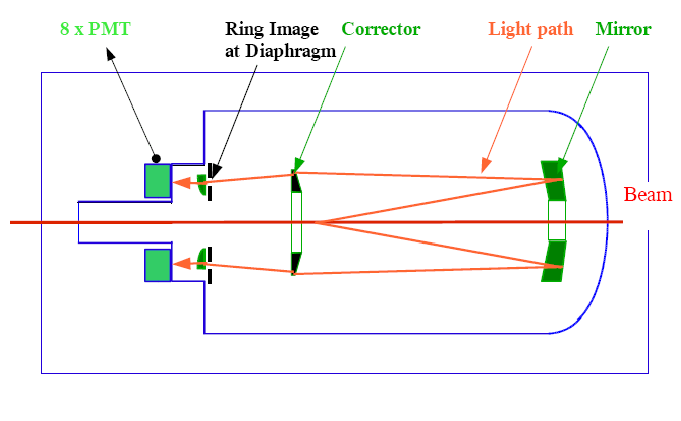 8 x PMT
Ring Image
at Diaphragm
Corrector
Light path
Mirror
Beam